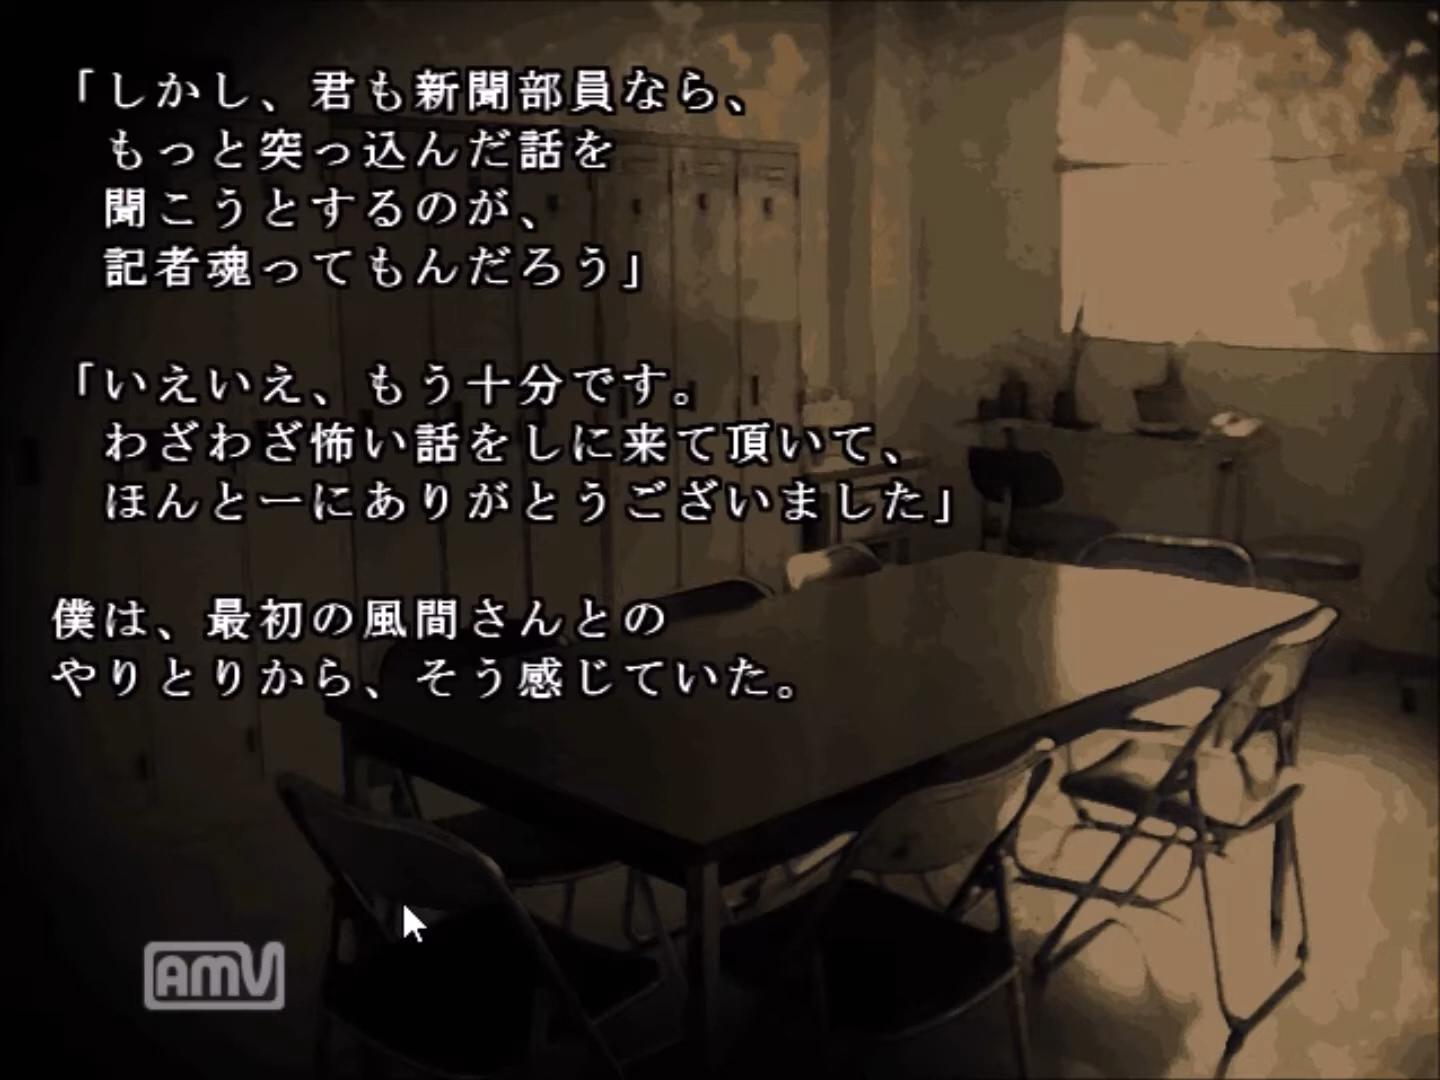 「しかし、君も新聞部員なら、
もっと突っ込んだ話を
聞こうとするのが、
記者魂ってもんだろう」
「いえいえ、もう十分です。
わざわざ怖い話をしに来て頂いて、
ほんとーにありがとうございました」
僕は、最初の風間さんとの
やりとりから、そう感じていた。
AMV